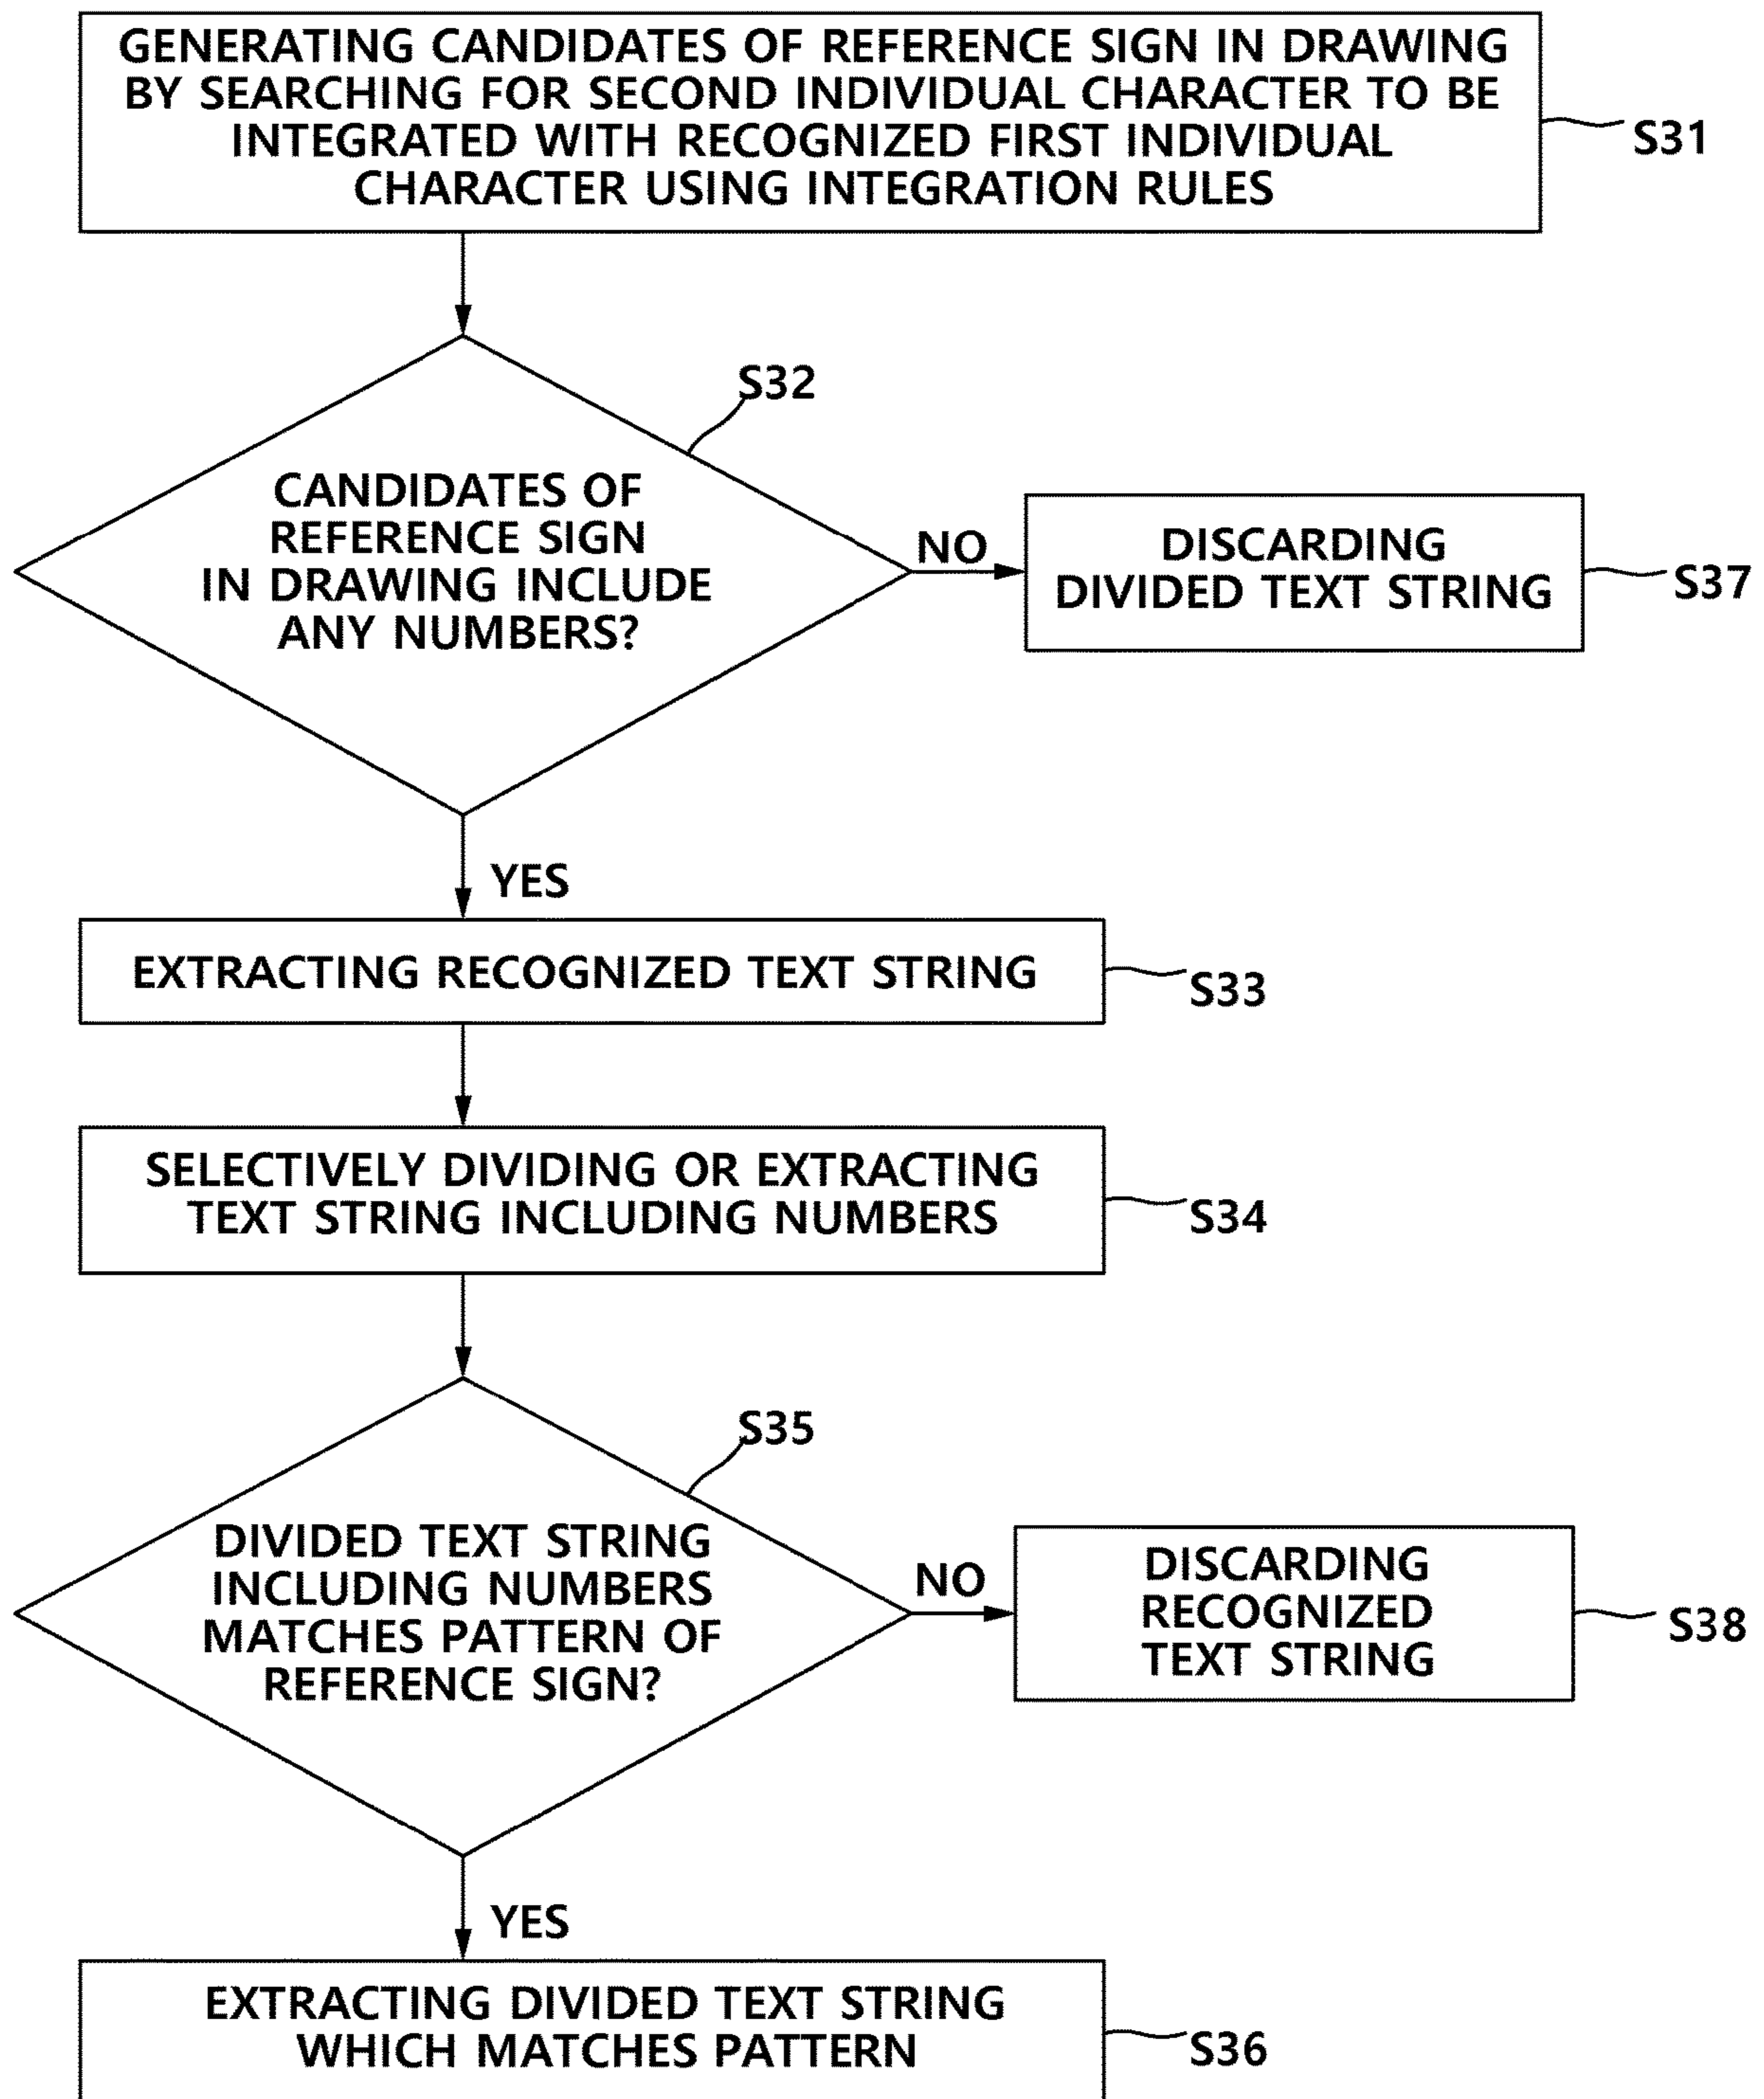 GENERATING CANDIDATES OF REFERENCE SIGN IN DRAWING
BY SEARCHING FOR SECOND INDIVIDUAL CHARACTER TO BE
INTEGRATED WITH RECOGNIZED FIRST INDIVIDUAL
CHARACTER USING INTEGRATION RULES
S31
S32
CANDIDATES OF
REFERENCE SIGN
IN DRAWING INCLUDE
ANY NUMBERS?
NO
DISCARDING
DIVIDED TEXT STRING
S37
YES
EXTRACTING RECOGNIZED TEXT STRING
S33
SELECTIVELY DIVIDING OR EXTRACTING
TEXT STRING INCLUDING NUMBERS
S34
S35
DIVIDED TEXT STRING
INCLUDING NUMBERS
MATCHES PATTERN OF
REFERENCE SIGN?
NO
DISCARDING
RECOGNIZED
TEXT STRING
S38
YES
EXTRACTING DIVIDED TEXT STRING
WHICH MATCHES PATTERN
S36